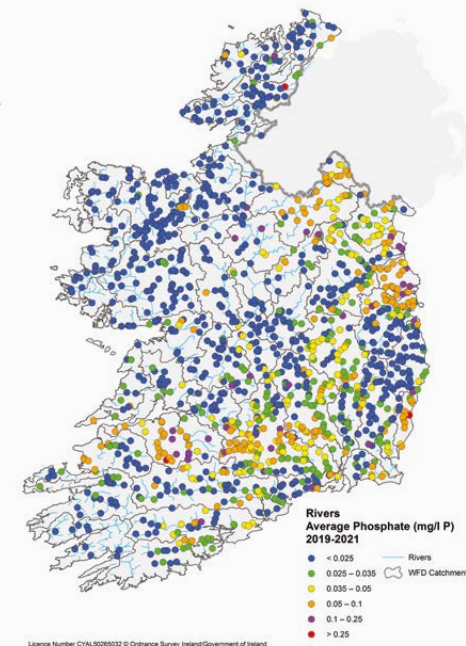 Rivers
Average Phosphate (mg/l P)
2019-2021
< 0.025
0.025 – 0.035
0.035 – 0.05
0.05 – 0.1
0.1 – 0.25
> 0.25
Rivers
WFD Catchment
Licence Number CYAL50265032 © Ordnance Survey Ireland/Government of Ireland